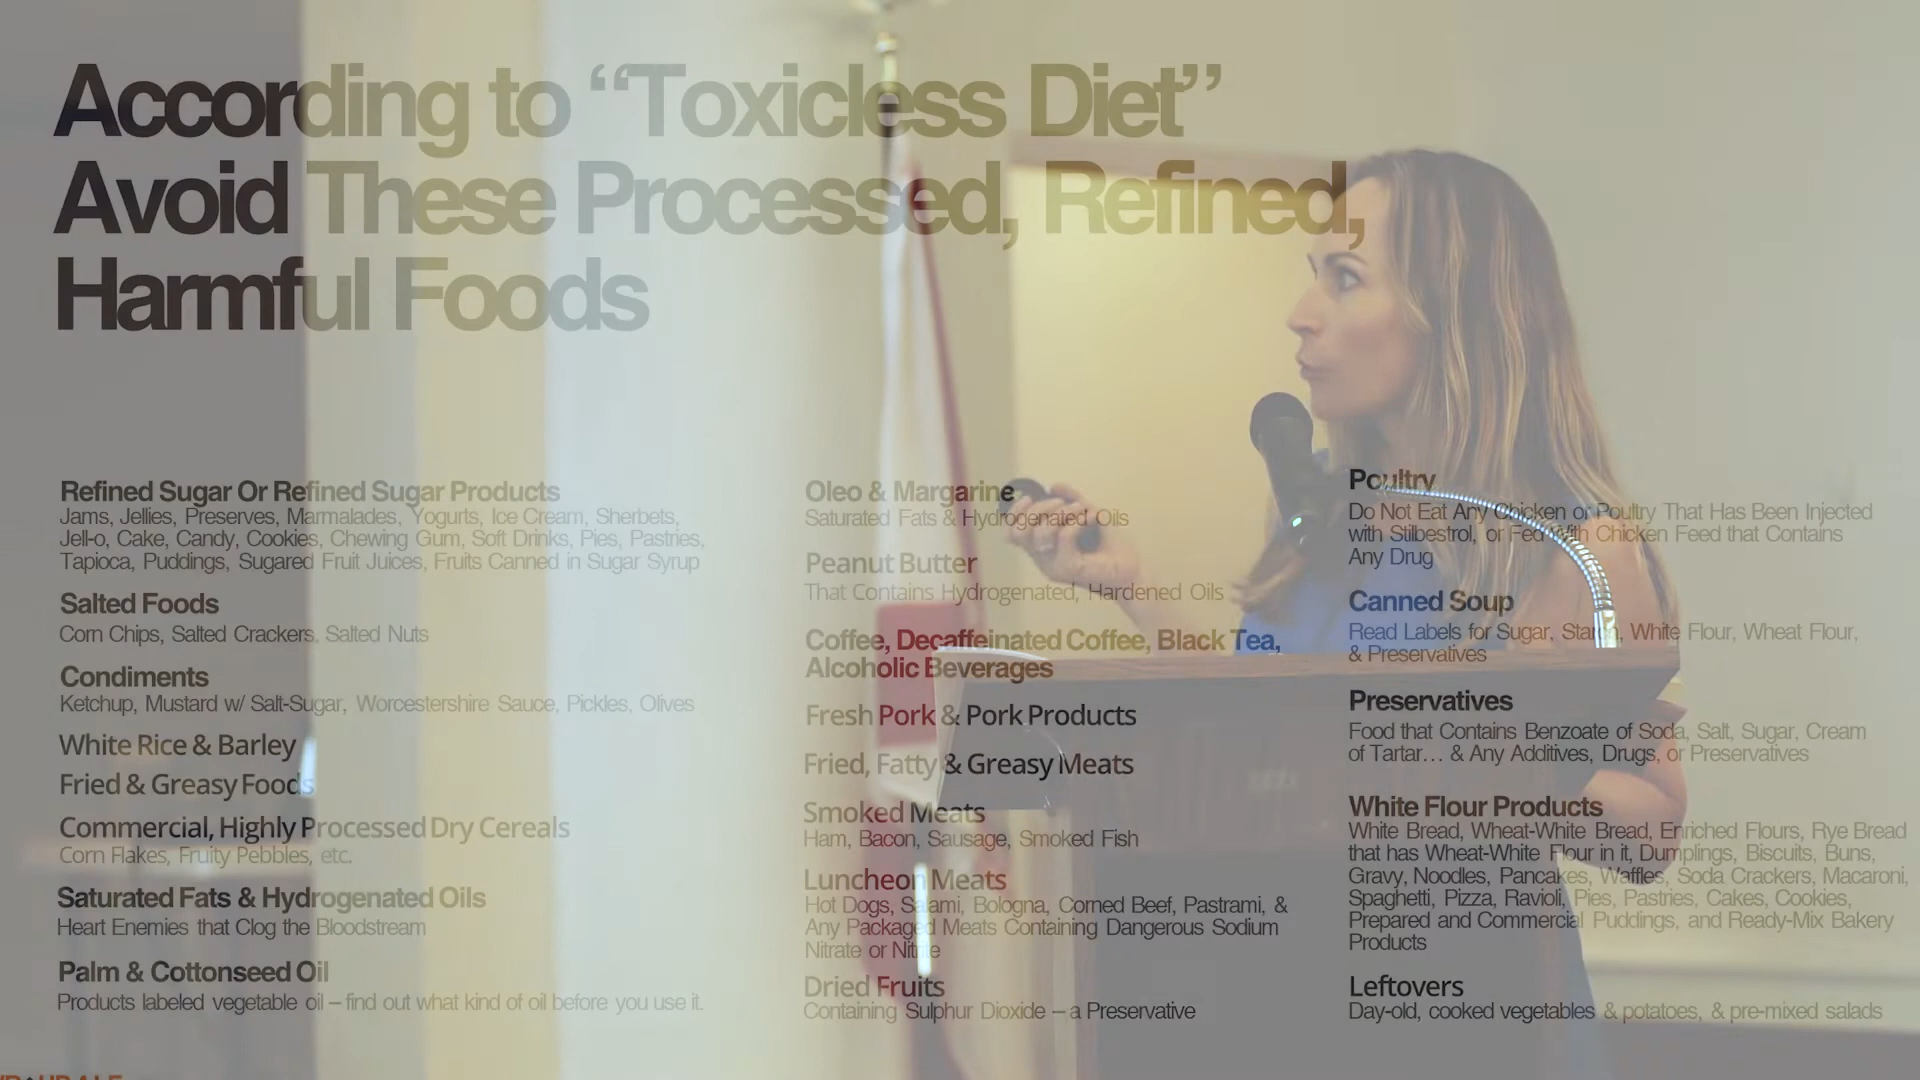 According to “Toxicless Diet”
Avoid These Processed, Refined,
Harmful Foods
Refined Sugar Or Refined Sugar Products
Jams, Jellies, Preserves, Marmalades, Yogurts, Ice Cream, Sherbets,
Jell-o, Cake, Candy, Cookies, Chewing Gum, Soft Drinks, Pies, Pastries,
Tapioca, Puddings, Sugared Fruit Juices, Fruits Canned in Sugar Syrup
Salted Foods
Corn Chips, Salted Crackers, Salted Nuts
Condiments
Ketchup, Mustard w/ Salt-Sugar, Worcestershire Sauce, Pickles, Olives
White Rice & Barley
Fried & Greasy Foods
Commercial, Highly Processed Dry Cereals
Corn Flakes, Fruity Pebbles, etc.
Saturated Fats & Hydrogenated Oils
Heart Enemies that Clog the Bloodstream
Palm & Cottonseed Oil
Products labeled vegetable oil – find out what kind of oil before you use it.
Oleo & Margarine
Saturated Fats & Hydrogenated Oils
Peanut Butter
That Contains Hydrogenated, Hardened Oils
Coffee, Decaffeinated Coffee, Black Tea,
Alcoholic Beverages
Fresh Pork & Pork Products
Fried, Fatty & Greasy Meats
Smoked Meats
Ham, Bacon, Sausage, Smoked Fish
Luncheon Meats
Hot Dogs, Salami, Bologna, Corned Beef, Pastrami, &
Any Packaged Meats Containing Dangerous Sodium
Nitrate or Nitrite
Dried Fruits
Containing Sulphur Dioxide – a Preservative
Poultry
Do Not Eat Any Chicken or Poultry That Has Been Injected
with Stilbestrol, or Fed With Chicken Feed that Contains
Any Drug
Canned Soup
Read Labels for Sugar, Starch, White Flour, Wheat Flour,
& Preservatives
Preservatives
Food that Contains Benzoate of Soda, Salt, Sugar, Cream
of Tartar… & Any Additives, Drugs, or Preservatives
White Flour Products
White Bread, Wheat-White Bread, Enriched Flours, Rye Bread
that has Wheat-White Flour in it, Dumplings, Biscuits, Buns,
Gravy, Noodles, Pancakes, Waffles, Soda Crackers, Macaroni,
Spaghetti, Pizza, Ravioli, Pies, Pastries, Cakes, Cookies,
Prepared and Commercial Puddings, and Ready-Mix Bakery
Products
Leftovers
Day-old, cooked vegetables & potatoes, & pre-mixed salads